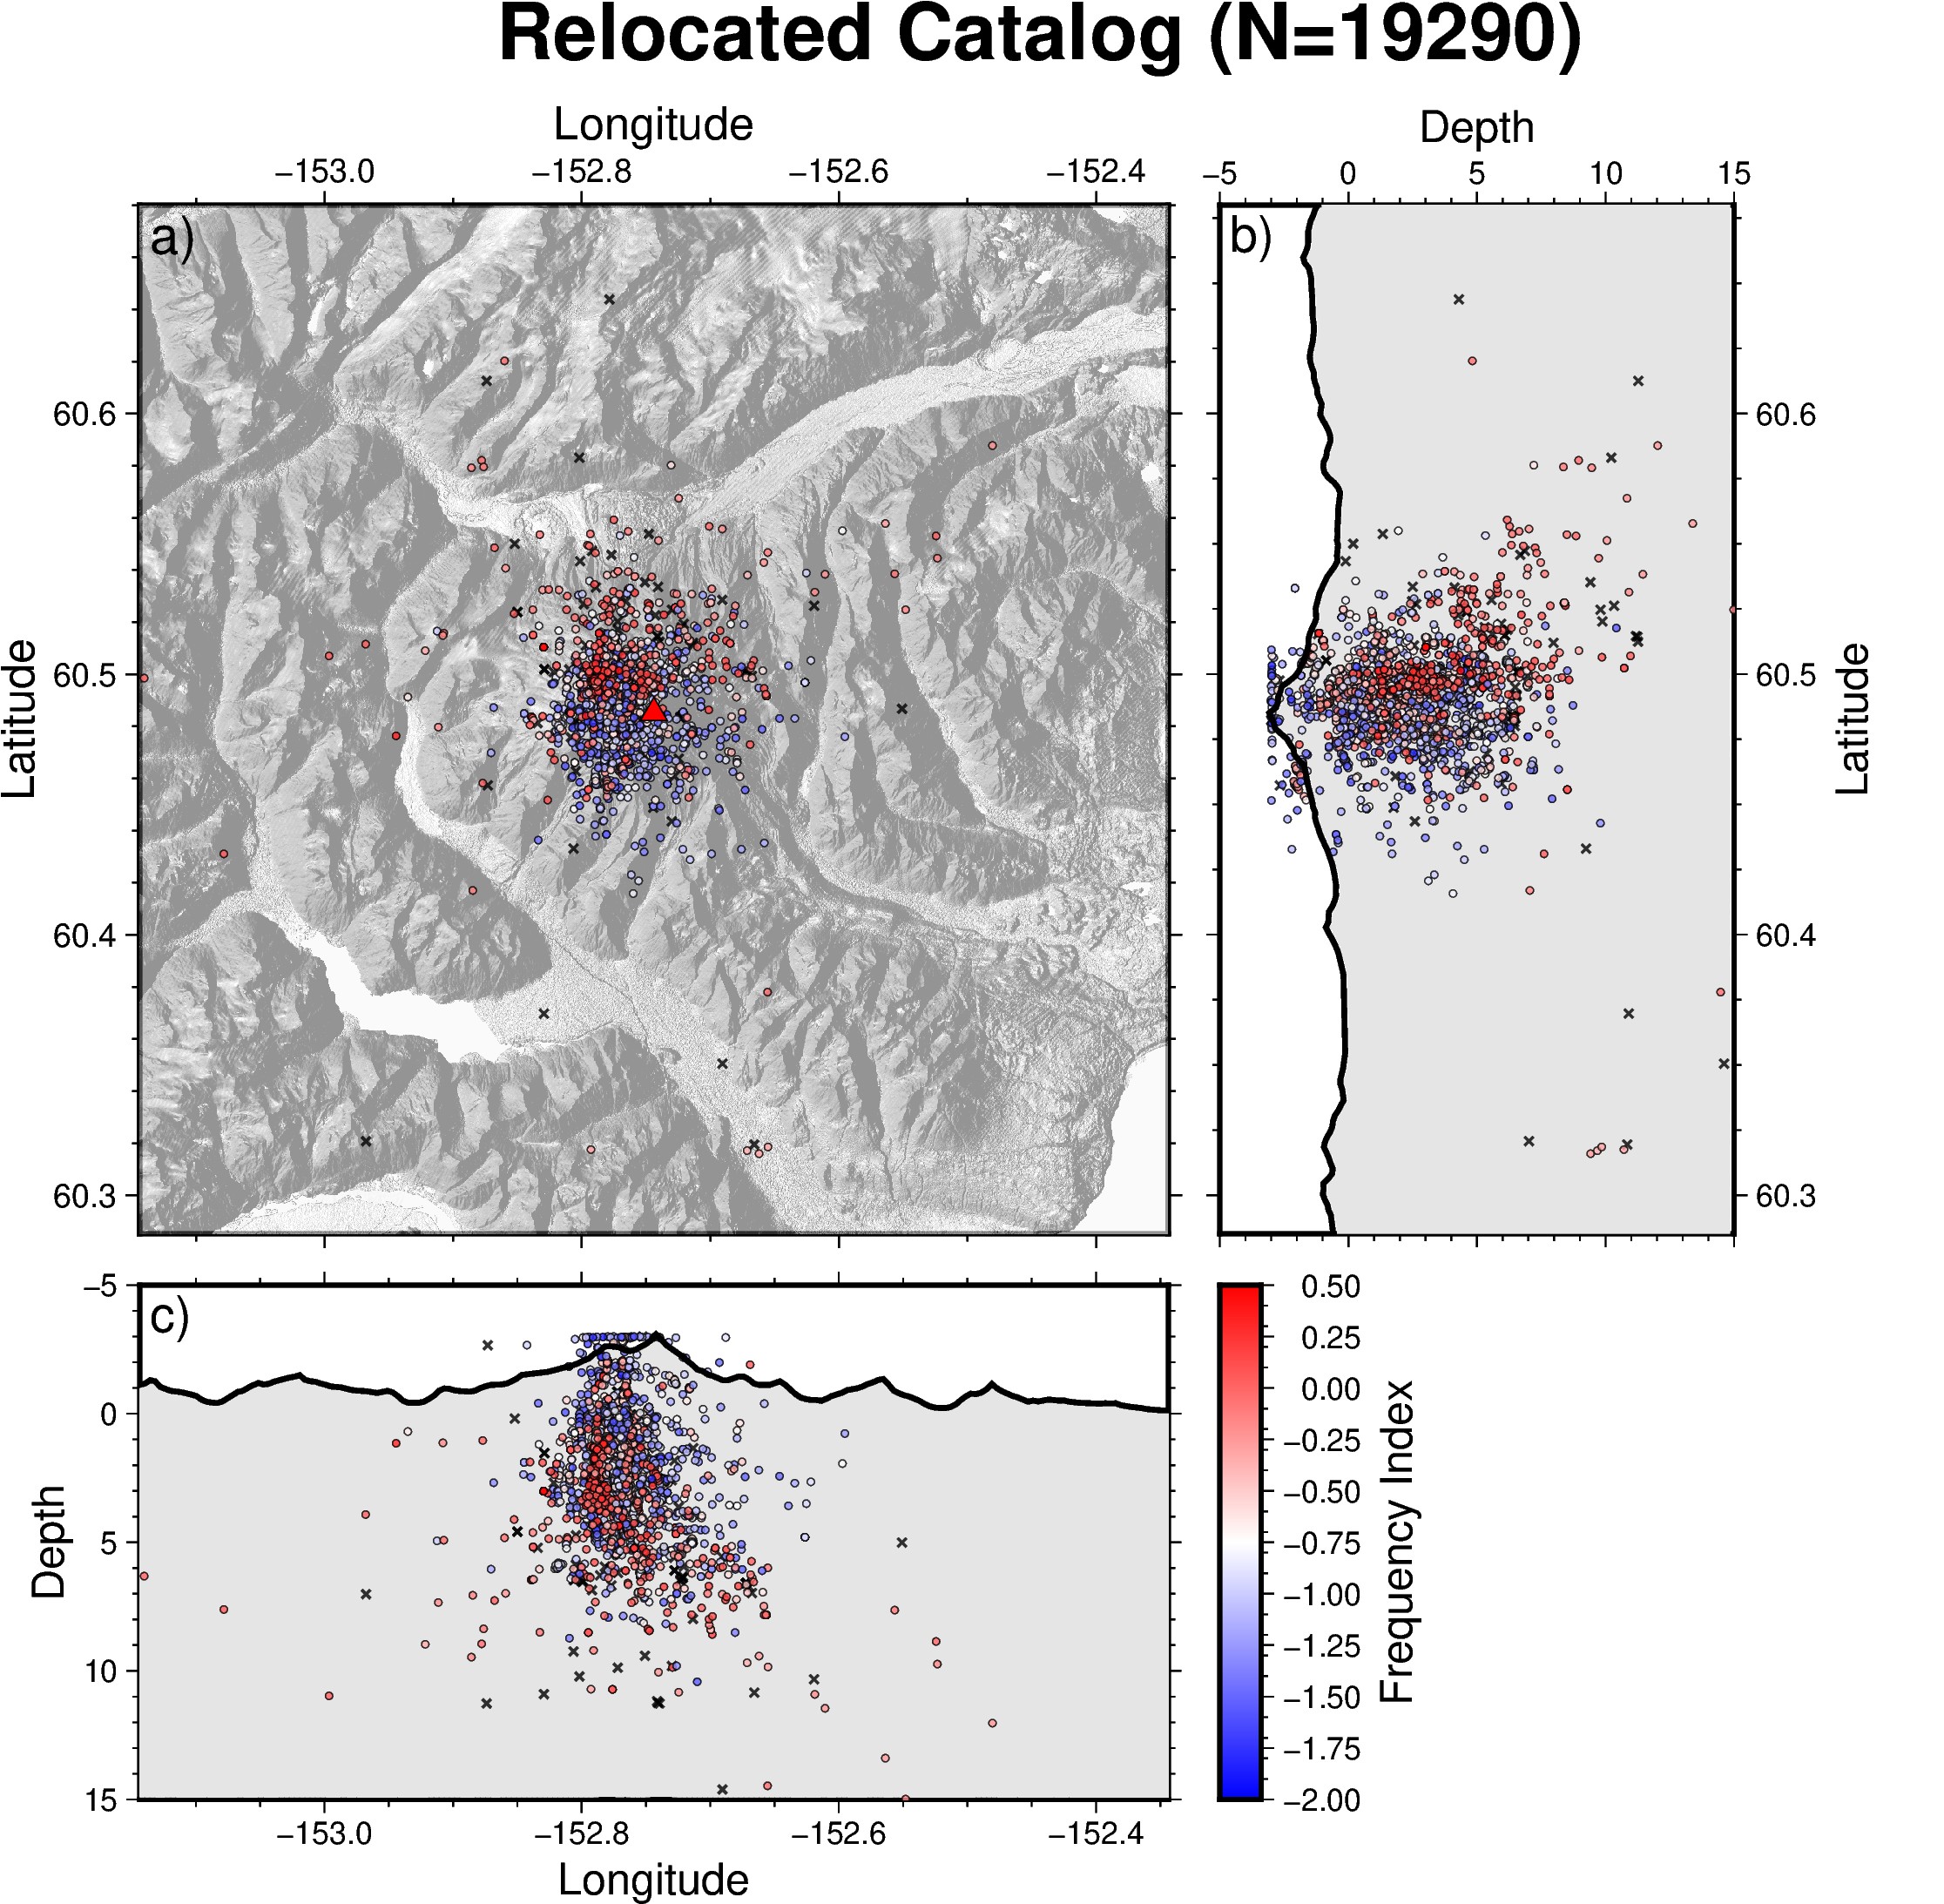 Relocated Catalog (N=19290)
Longitude
Depth
−153.0 −152.8 −152.6 −152.4
−5 0 5 10 15
a)
b)
60.6
60.5
60.4
60.3
Latitude
60.6
60.5
60.4
60.3
Latitude
c)
−5
0
5
10
15
Depth
−153.0 −152.8 −152.6 −152.4
Longitude
0.50
0.25
0.00
−0.25
−0.50
−0.75
−1.00
−1.25
−1.50
−1.75
−2.00
Frequency Index